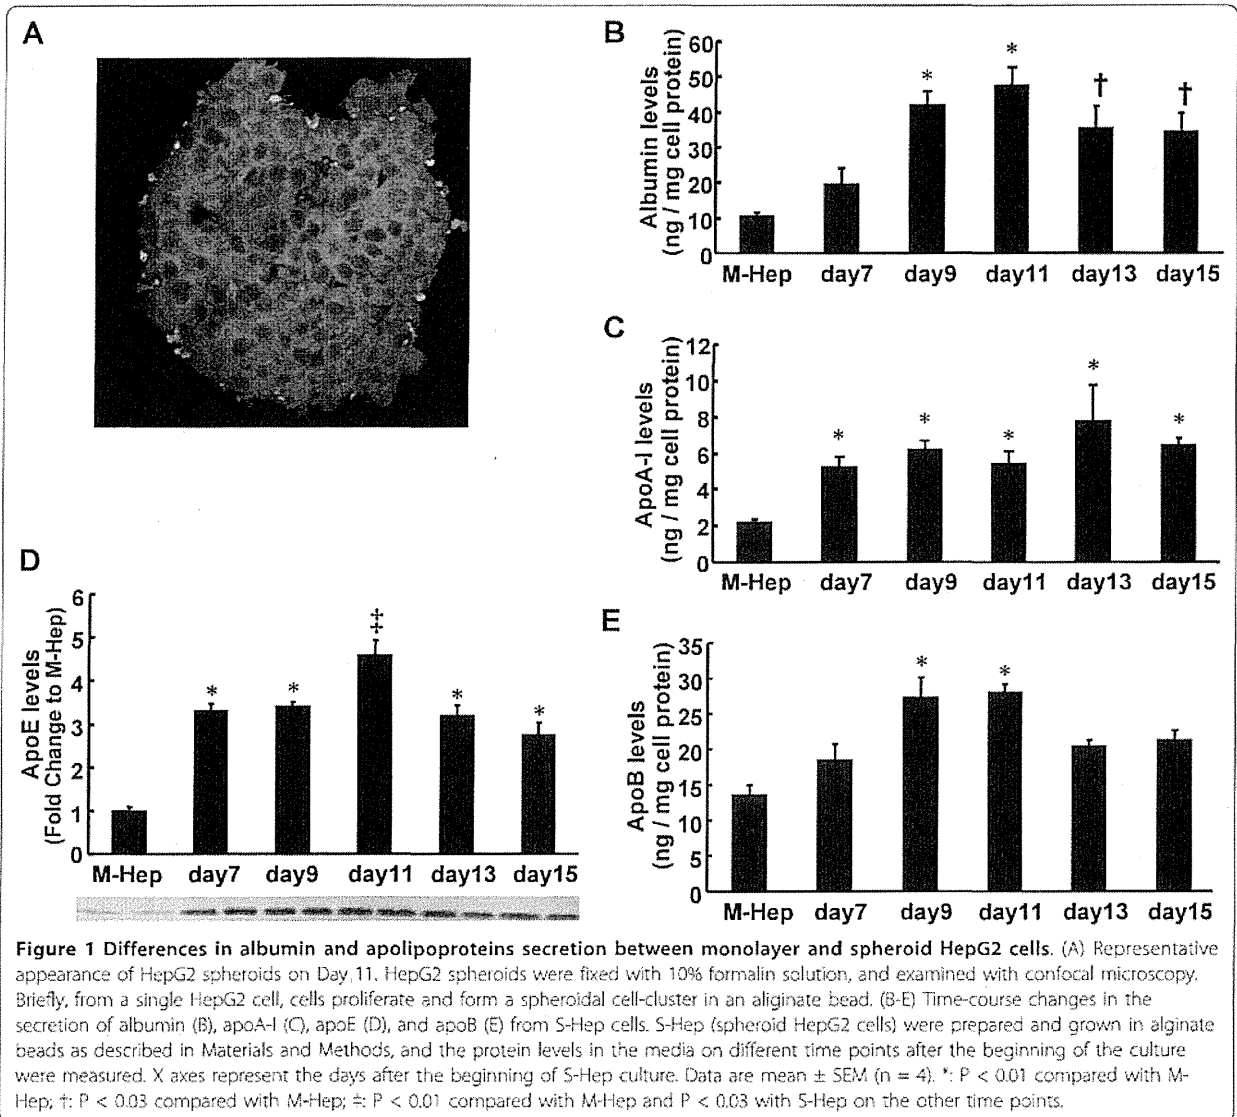 A
B
Albumin levels
(ng / mg cell protein)
60
50
40
30
20
10
0
*
*
†
†
M-Hep day7 day9 day11 day13 day15
C
ApoA-I levels
(ng / mg cell protein)
12
10
8
6
4
2
0
*
*
*
*
*
M-Hep day7 day9 day11 day13 day15
D
ApoE levels
(Fold Change to M-Hep)
6
5
4
3
2
1
0
*
*
‡
*
*
M-Hep day7 day9 day11 day13 day15
E
ApoB levels
(ng / mg cell protein)
35
30
25
20
15
10
5
0
*
*
M-Hep day7 day9 day11 day13 day15
Figure 1 Differences in albumin and apolipoproteins secretion between monolayer and spheroid HepG2 cells. (A) Representative
appearance of HepG2 spheroids on Day 11. HepG2 spheroids were fixed with 10% formalin solution, and examined with confocal microscopy.
Briefly, from a single HepG2 cell, cells proliferate and form a spheroidal cell-cluster in an aliginate bead. (B-E) Time-course changes in the
secretion of albumin (B), apoA-I (C), apoE (D), and apoB (E) from S-Hep cells. S-Hep (spheroid HepG2 cells) were prepared and grown in alginate
beads as described in Materials and Methods, and the protein levels in the media on different time points after the beginning of the culture
were measured. X axes represent the days after the beginning of S-Hep culture. Data are mean ± SEM (n = 4). *: P < 0.01 compared with M-
Hep; †: P < 0.03 compared with M-Hep; ‡: P < 0.01 compared with M-Hep and P < 0.03 with S-Hep on the other time points.